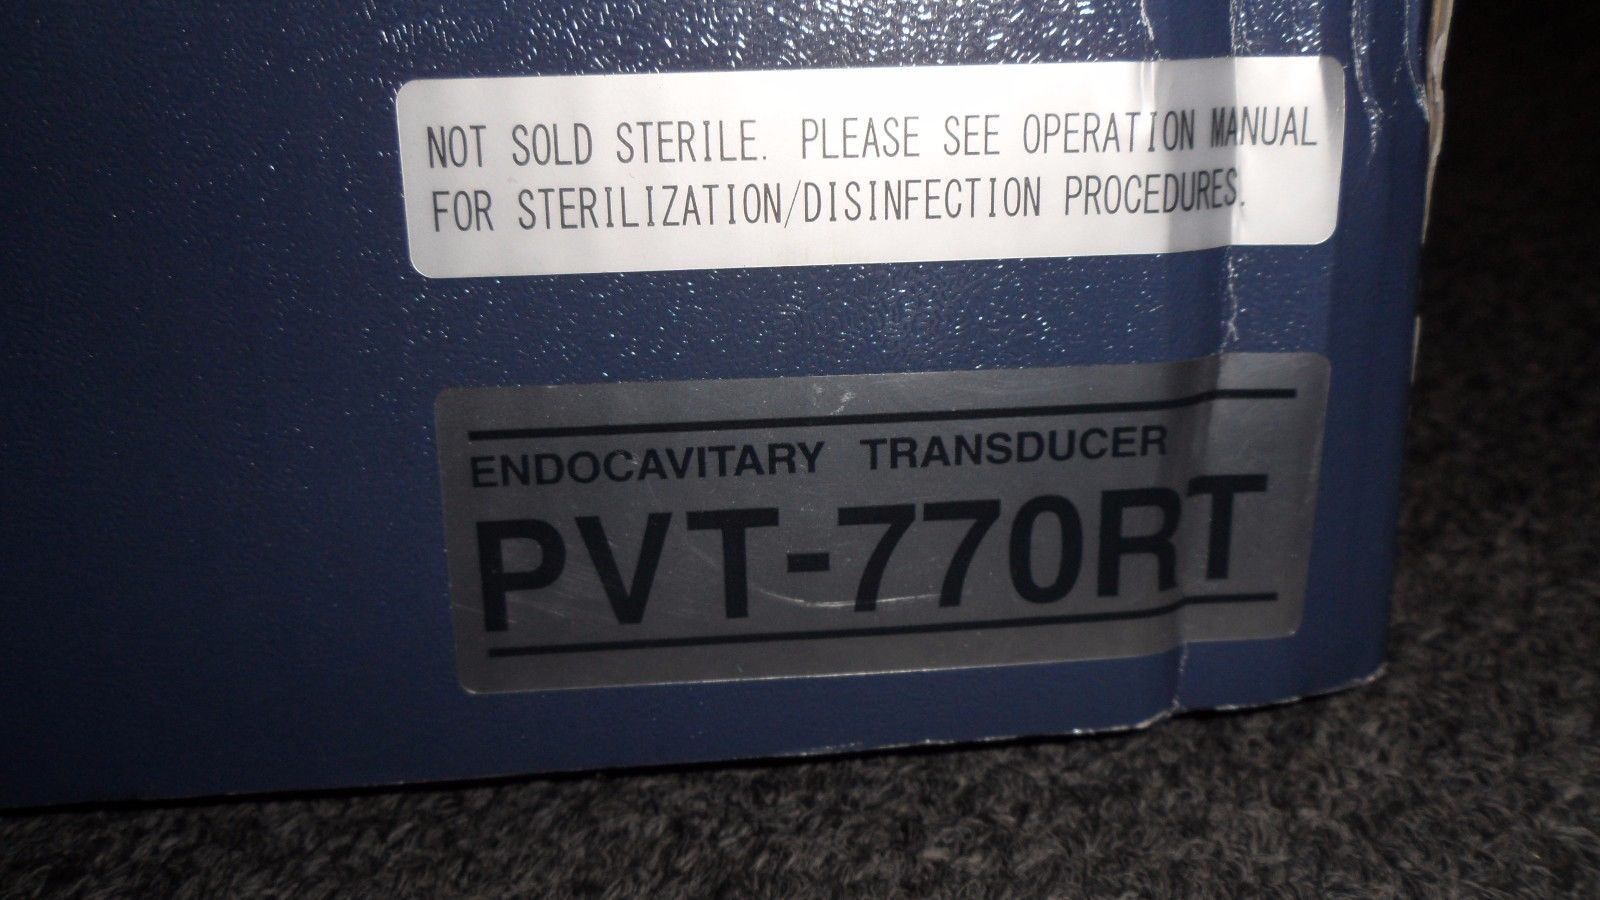 NOT SOLD STERILE. PLEASE SEE OPERATION MANUAL
FOR STERILIZATION/DISINFECTION PROCEDURES.
ENDOCAVITARY TRANSDUCER
PVT-770RT